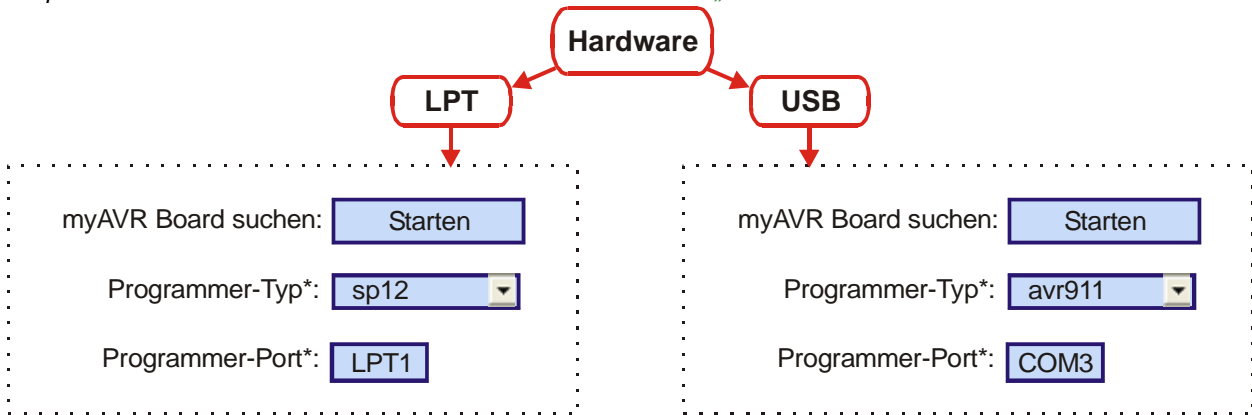 Hardware
LPT
USB
myAVR Board suchen: Starten
Programmer-Typ*: sp12
Programmer-Port*: LPT1
myAVR Board suchen: Starten
Programmer-Typ*: avr911
Programmer-Port*: COM3